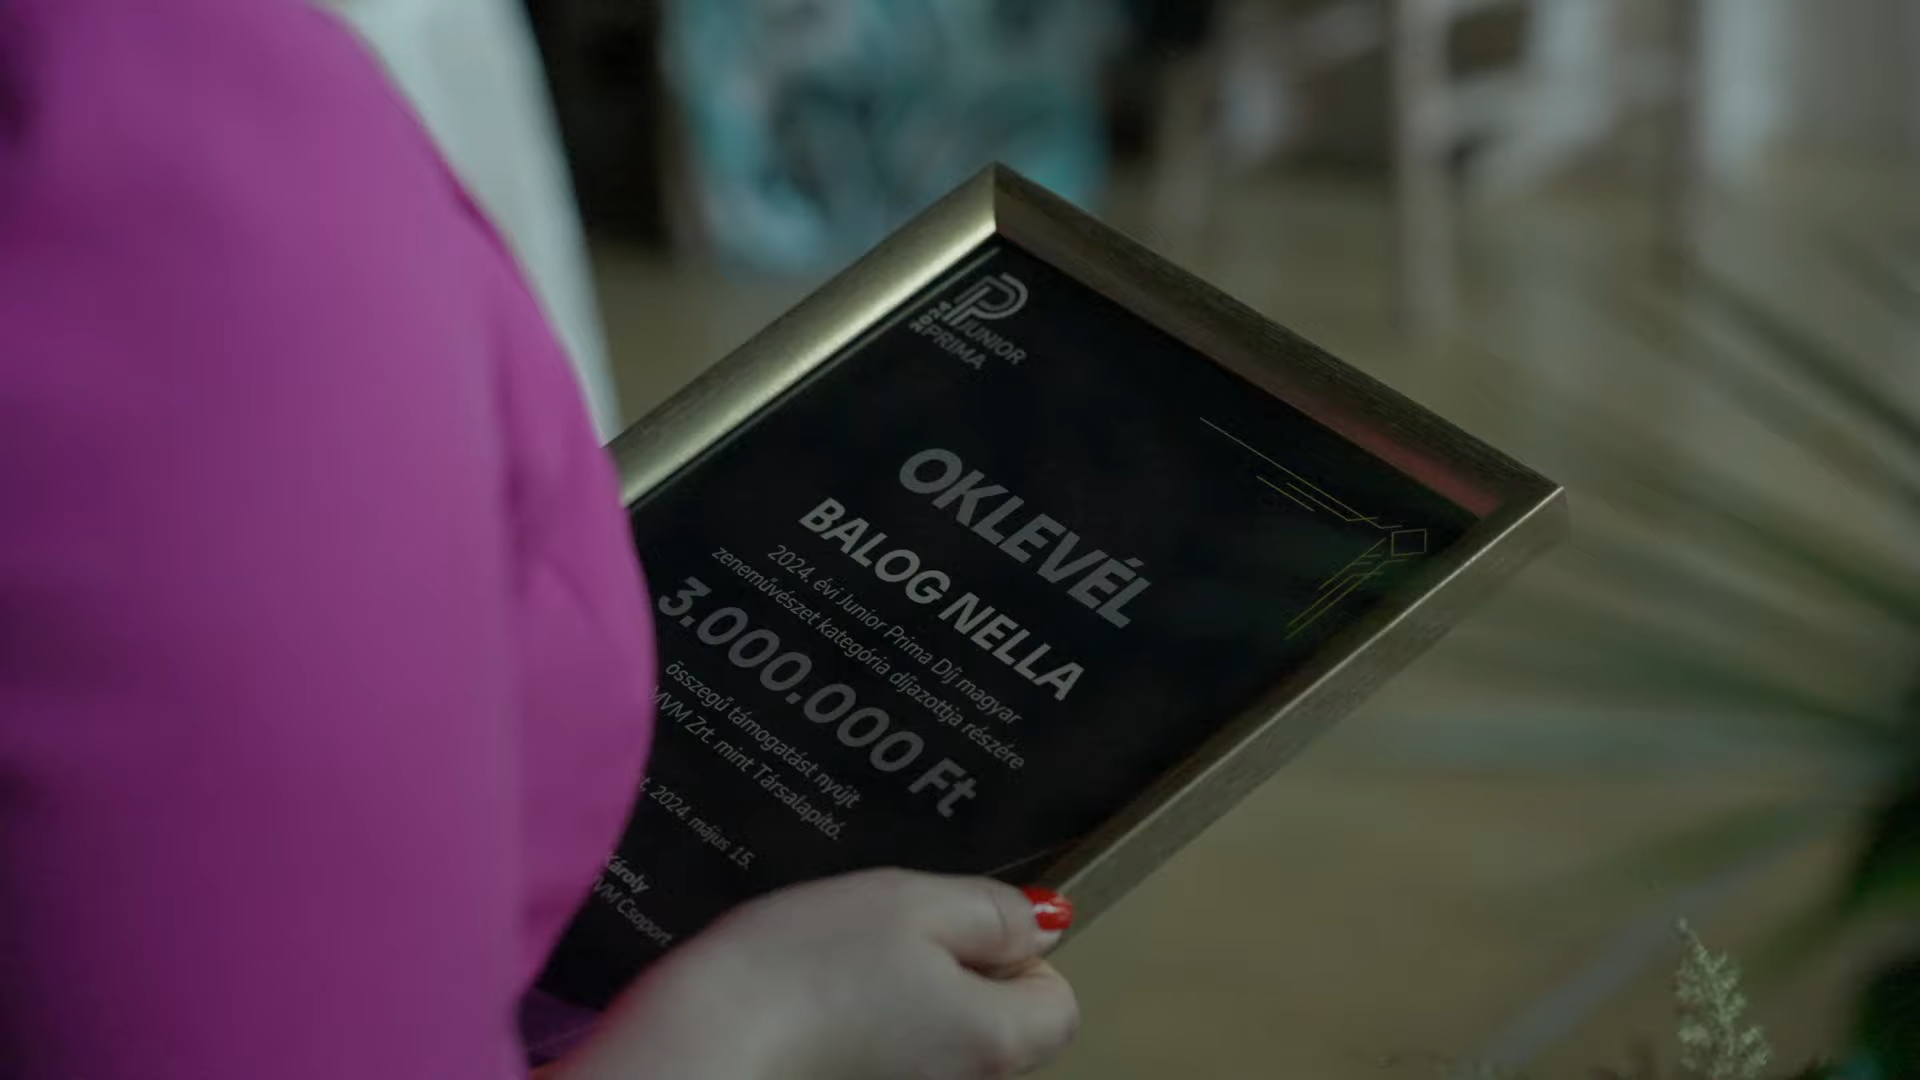 2024
JUNIOR
PRIMA
OKLEVÉL
BALOG NELLA
2024. évi Junior Prima Díj magyar
zeneművészet kategória díjazottja részére
3.000.000 Ft
összegű támogatást nyújt
MVM Zrt. mint Társalapító.
2024. május 15.
Károly
MVM Csoport